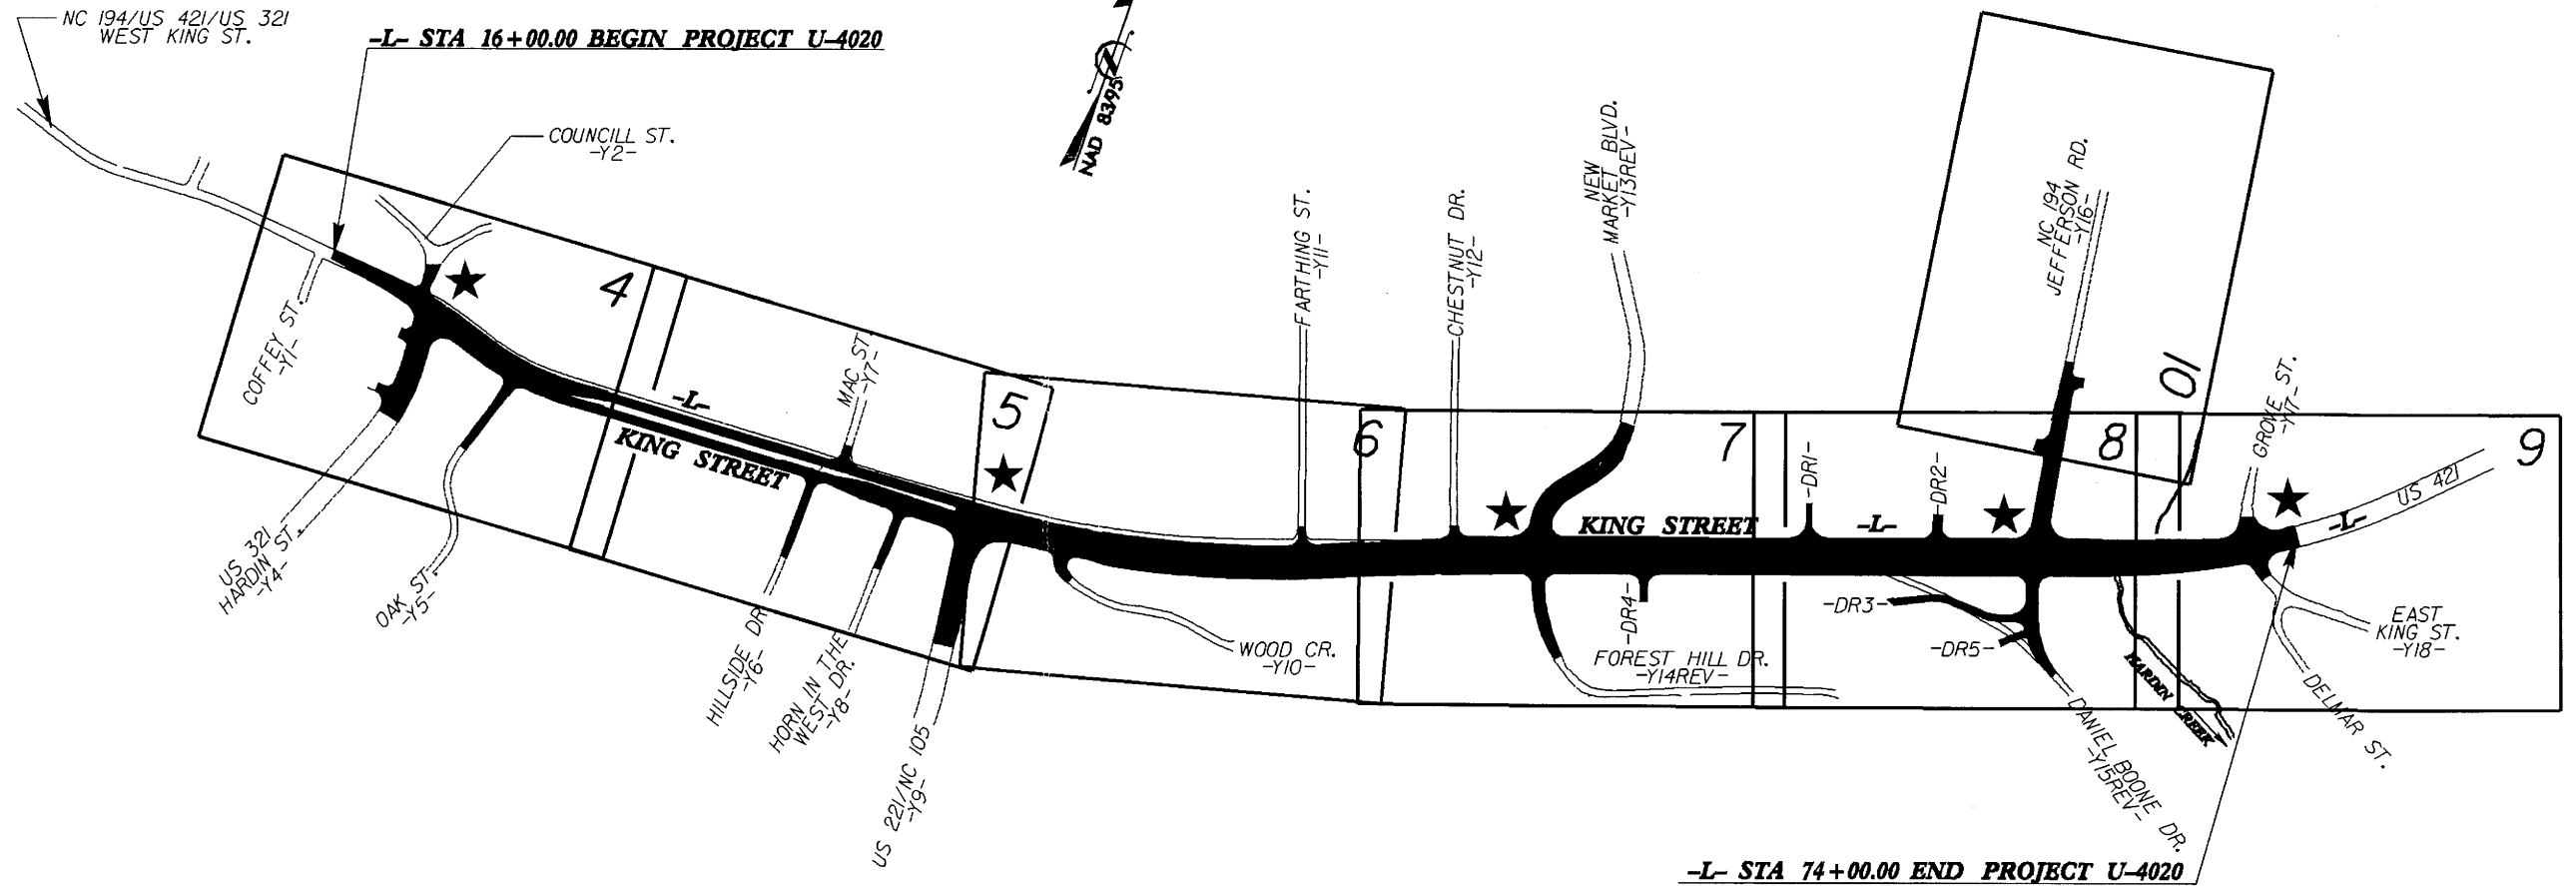 NC 194/US 421/US 321
WEST KING ST.
-L- STA 16+00.00 BEGIN PROJECT U-4020
COUNCILL ST.
-Y2-
NAD 83/95
COFFEY ST.
-Y1-
4
-L-
KING STREET
MAC ST.
-Y7-
5
US 321
HARDIN ST.
-Y4-
OAK ST.
-Y5-
HILLSIDE DR.
-Y6-
HORN IN THE
WEST DR.
-Y8-
US 221/NC 105
-Y9-
WOOD CR.
-Y10-
FARTHING ST.
-Y11-
6
CHESTNUT DR.
-Y12-
NEW
MARKET BLVD.
-Y13REV-
7
KING STREET
-DR4-
FOREST HILL DR.
-Y14REV-
-DR1-
-L-
-DR2-
NC 194
JEFFERSON RD.
-Y16-
10
8
-DR3-
-DR5-
DANIEL BOONE DR.
-Y15REV-
HARDIN CREEK
GROVE ST.
-Y17-
9
US 421
-L-
EAST
KING ST.
-Y18-
DELMAR ST.
-L- STA 74+00.00 END PROJECT U-4020